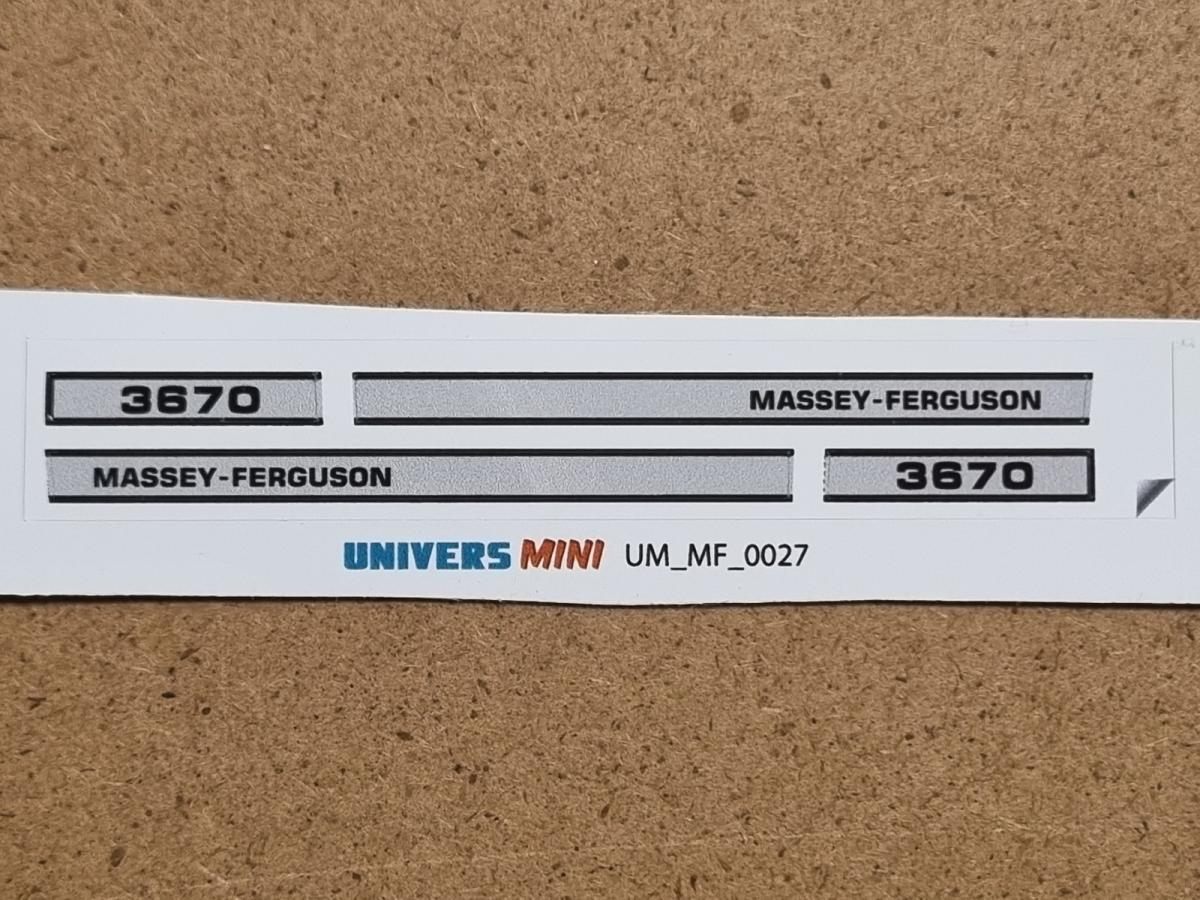 3670 MASSEY-FERGUSON
MASSEY-FERGUSON 3670
UNIVERS MINI UM_MF_0027